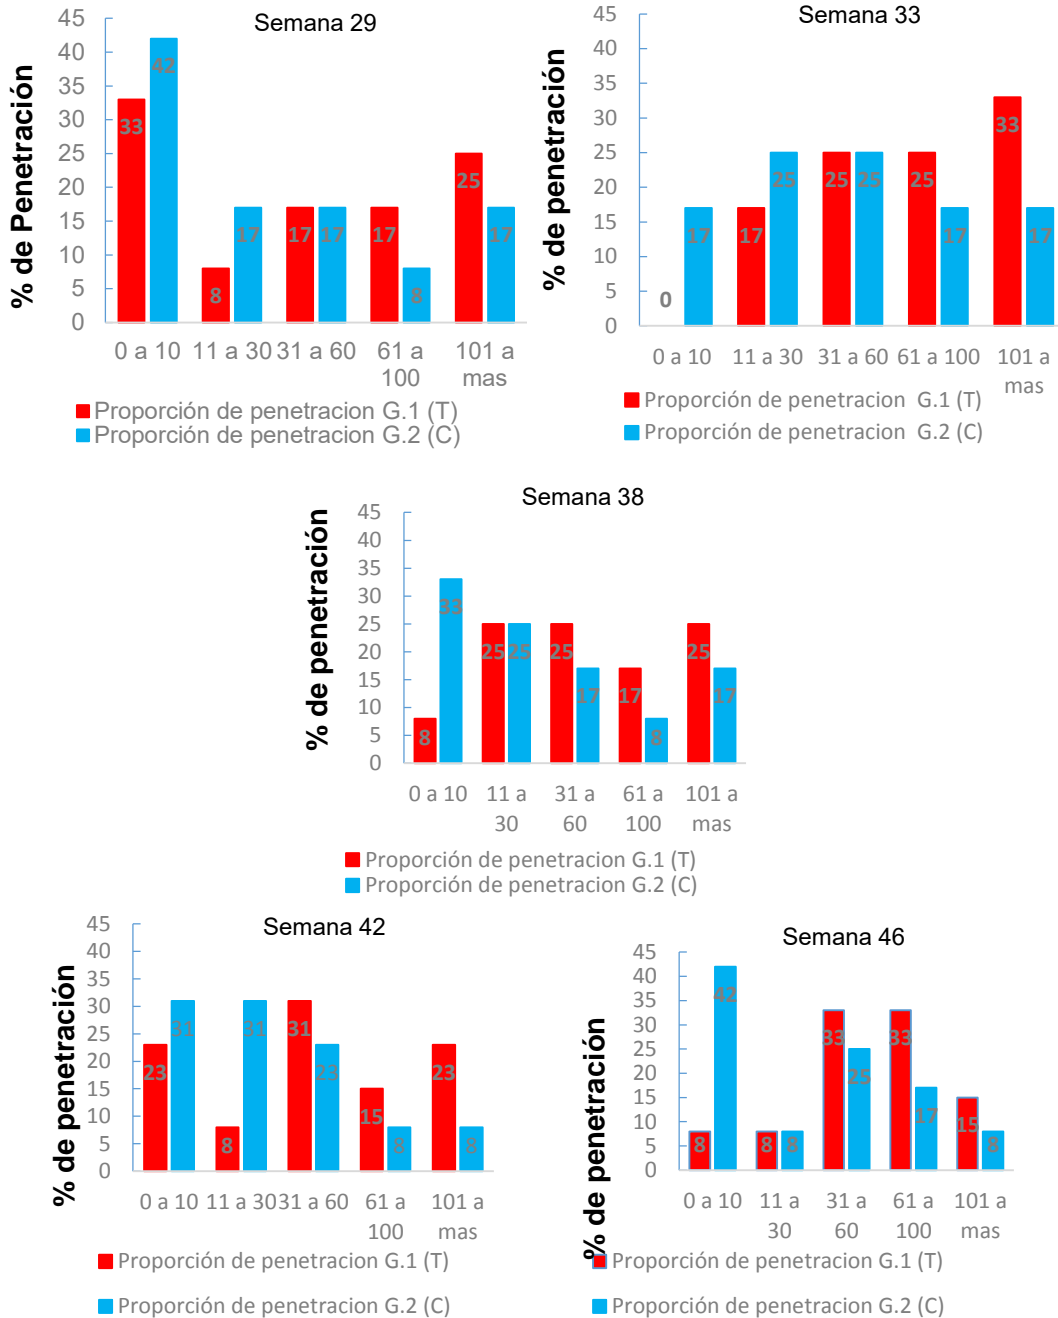 Semana 29
% de Penetración
45
40
35
30
25
20
15
10
5
0
33
42
8
17
17
17
17
8
25
17
0 a 10
11 a 30
31 a 60
61 a
100
101 a
mas
Proporción de penetracion G.1 (T)
Proporción de penetracion G.2 (C)
Semana 33
% de penetración
45
40
35
30
25
20
15
10
5
0
0
17
17
25
25
25
25
17
33
17
0 a 10
11 a 30
31 a 60
61 a 100
101 a
mas
Proporción de penetracion G.1 (T)
Proporción de penetracion G.2 (C)
Semana 38
% de penetración
45
40
35
30
25
20
15
10
5
0
8
33
25
25
25
17
17
8
25
17
0 a 10
11 a
30
31 a
60
61 a
100
101 a
mas
Proporción de penetracion G.1 (T)
Proporción de penetracion G.2 (C)
Semana 42
% de penetración
45
40
35
30
25
20
15
10
5
0
23
31
8
31
31
23
15
8
23
8
0 a 10
11 a 30
31 a 60
61 a
100
101 a
mas
Proporción de penetracion G.1 (T)
Proporción de penetracion G.2 (C)
Semana 46
% de penetración
45
40
35
30
25
20
15
10
5
0
8
42
8
8
33
25
33
17
15
8
0 a 10
11 a
30
31 a
60
61 a
100
101 a
mas
Proporción de penetracion G.1 (T)
Proporción de penetracion G.2 (C)